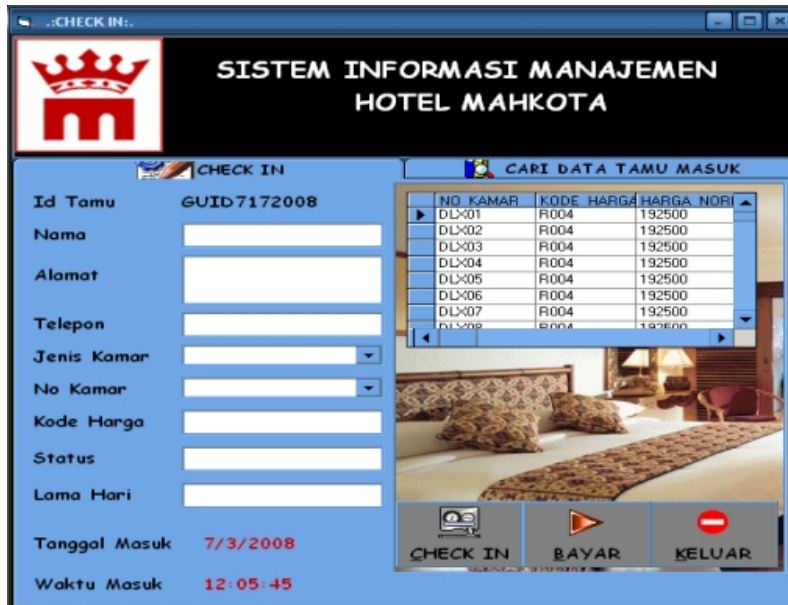 .:CHECK IN:.
SISTEM INFORMASI MANAJEMEN
HOTEL MAHKOTA
CHECK IN
CARI DATA TAMU MASUK
Id Tamu GUID7172008
Nama
Alamat
Telepon
Jenis Kamar
No Kamar
Kode Harga
Status
Lama Hari
Tanggal Masuk 7/3/2008
Waktu Masuk 12:05:45
NO KAMAR KODE HARGA HARGA NORI
DLX01 R004 192500
DLX02 R004 192500
DLX03 R004 192500
DLX04 R004 192500
DLX05 R004 192500
DLX06 R004 192500
DLX07 R004 192500
DLX08 R004 192500
CHECK IN BAYAR KELUAR